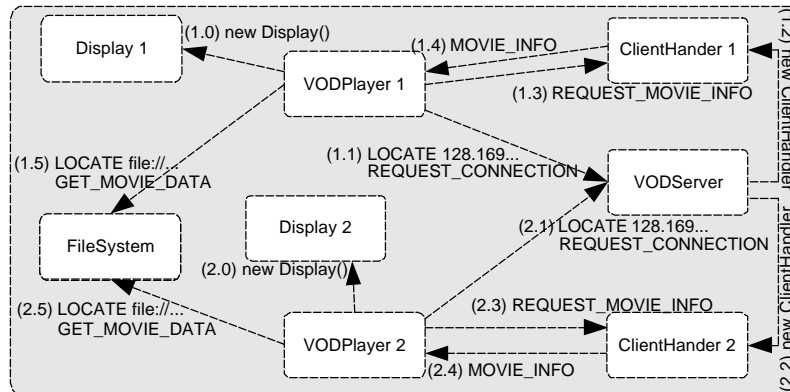 Display 1
(1.0) new Display()
(1.4) MOVIE_INFO
ClientHander 1
(1.2) new ClientHandler
VODPlayer 1
(1.3) REQUEST_MOVIE_INFO
(1.5) LOCATE file://...
GET_MOVIE_DATA
(1.1) LOCATE 128.169...
REQUEST_CONNECTION
VODServer
FileSystem
Display 2
(2.1) LOCATE 128.169...
REQUEST_CONNECTION
(2.0) new Display()
(2.5) LOCATE file://...
GET_MOVIE_DATA
(2.3) REQUEST_MOVIE_INFO
VODPlayer 2
ClientHander 2
(2.4) MOVIE_INFO
(2.2) new ClientHandler